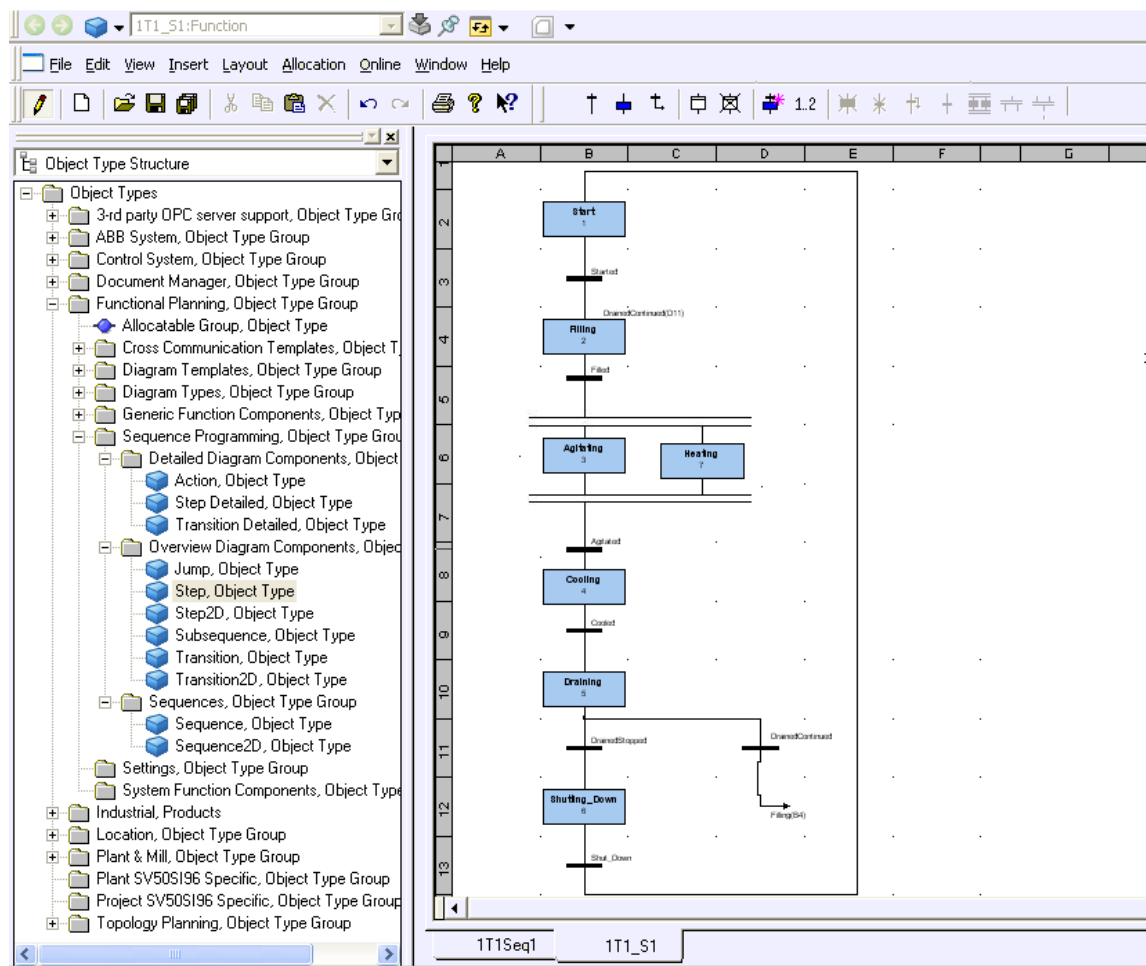 1T1_S1:Function
File Edit View Insert Layout Allocation Online Window Help
1..2
Object Type Structure
Object Types
3-rd party OPC server support, Object Type Gro
ABB System, Object Type Group
Control System, Object Type Group
Document Manager, Object Type Group
Functional Planning, Object Type Group
Allocatable Group, Object Type
Cross Communication Templates, Object T
Diagram Templates, Object Type Group
Diagram Types, Object Type Group
Generic Function Components, Object Typ
Sequence Programming, Object Type Grou
Detailed Diagram Components, Object
Action, Object Type
Step Detailed, Object Type
Transition Detailed, Object Type
Overview Diagram Components, Objec
Jump, Object Type
Step, Object Type
Step2D, Object Type
Subsequence, Object Type
Transition, Object Type
Transition2D, Object Type
Sequences, Object Type Group
Sequence, Object Type
Sequence2D, Object Type
Settings, Object Type Group
System Function Components, Object Type
Industrial, Products
Location, Object Type Group
Plant & Mill, Object Type Group
Plant SV50SI96 Specific, Object Type Group
Project SV50SI96 Specific, Object Type Group
Topology Planning, Object Type Group
A B C D E F G
1
2
Start
1
3
Started
DrainedContinued(D11)
4
Filling
2
Filled
5
6
Agitating
3
Heating
7
7
Agitated
8
Cooling
4
9
Cooled
10
Draining
5
11
DrainedStopped
DrainedContinued
12
Shutting_Down
6
Filling(B4)
13
Shut_Down
1T1Seq1 1T1_S1